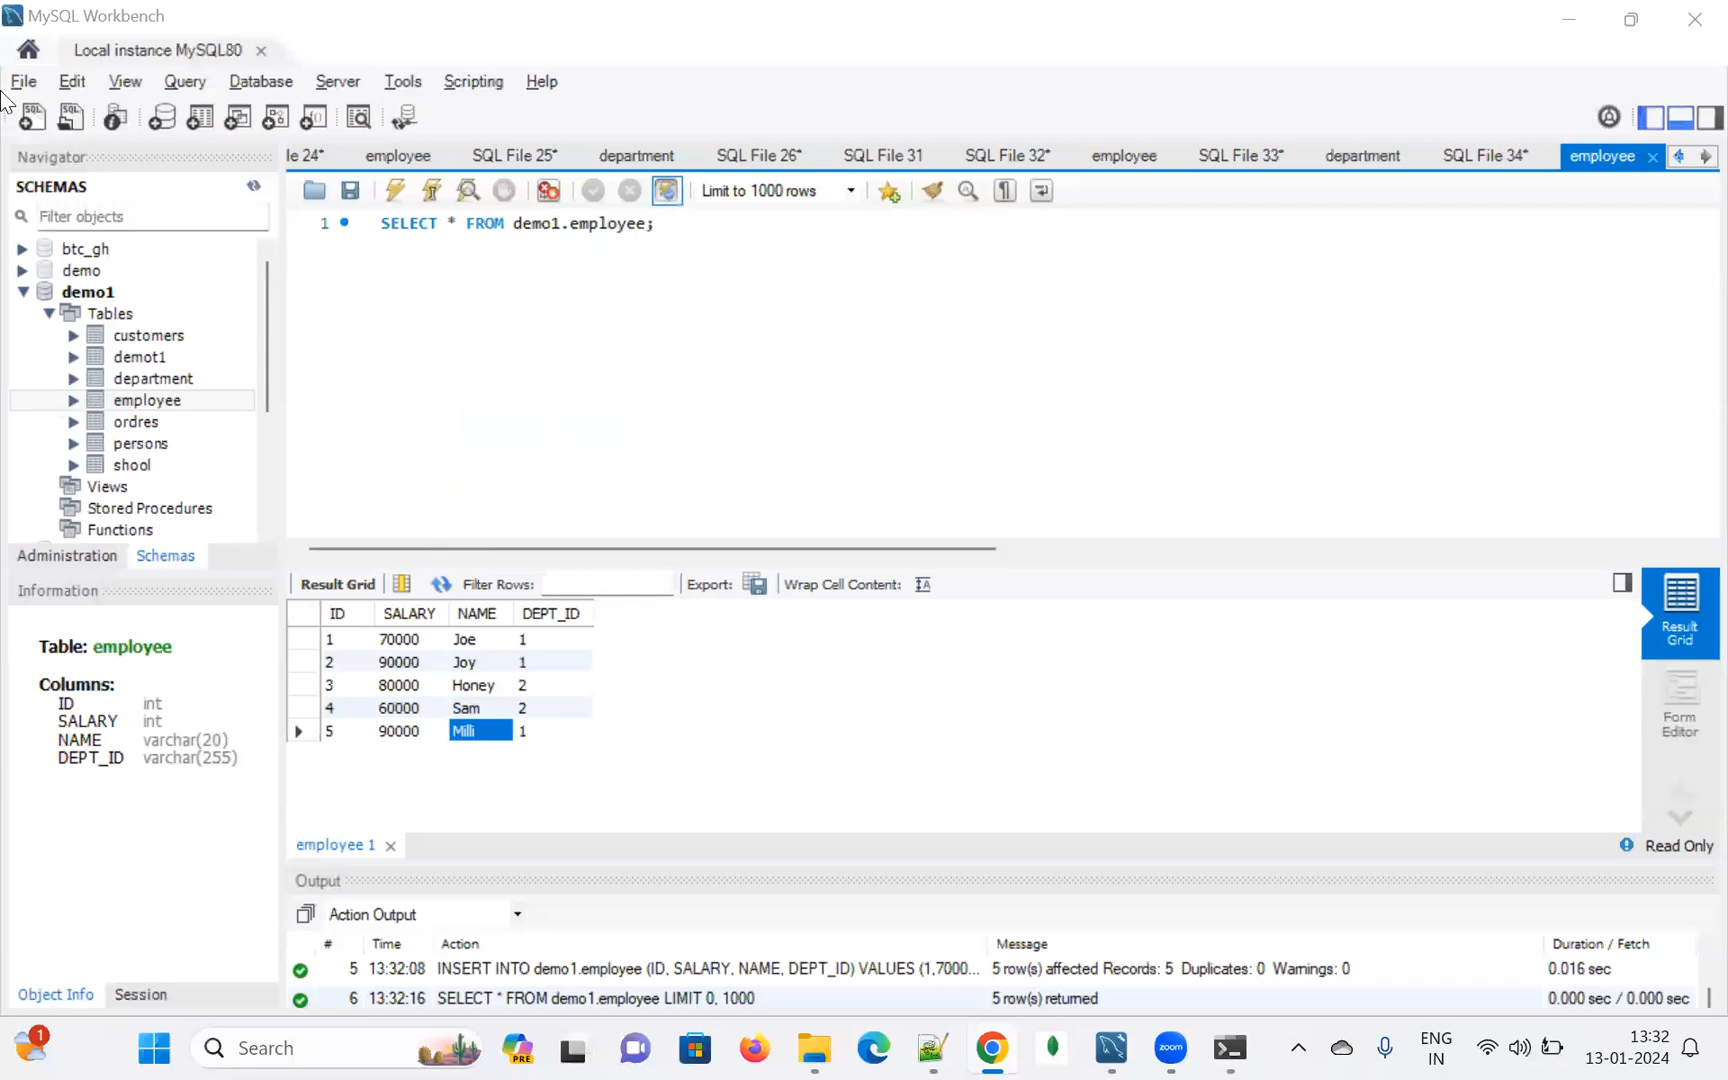 MySQL Workbench
Local instance MySQL80
File Edit View Query Database Server Tools Scripting Help
Navigator
le 24* employee SQL File 25* department SQL File 26* SQL File 31 SQL File 32* employee SQL File 33* department SQL File 34* employee
SCHEMAS
Limit to 1000 rows
Filter objects
1 SELECT * FROM demo1.employee;
btc_gh
demo
demo1
Tables
customers
demot1
department
employee
ordres
persons
shool
Views
Stored Procedures
Functions
Administration Schemas
Information
Table: employee
Columns:
ID int
SALARY int
NAME varchar(20)
DEPT_ID varchar(255)
Object Info Session
Result Grid Filter Rows: Export: Wrap Cell Content:
ID SALARY NAME DEPT_ID
1 70000 Joe 1
2 90000 Joy 1
3 80000 Honey 2
4 60000 Sam 2
5 90000 Milli 1
Result
Grid
Form
Editor
employee 1
Read Only
Output
Action Output
# Time Action Message Duration / Fetch
5 13:32:08 INSERT INTO demo1.employee (ID, SALARY, NAME, DEPT_ID) VALUES (1,7000... 5 row(s) affected Records: 5 Duplicates: 0 Warnings: 0 0.016 sec
6 13:32:16 SELECT * FROM demo1.employee LIMIT 0, 1000 5 row(s) returned 0.000 sec / 0.000 sec
1
Search
PRE
zoom
ENG
IN
13:32
13-01-2024